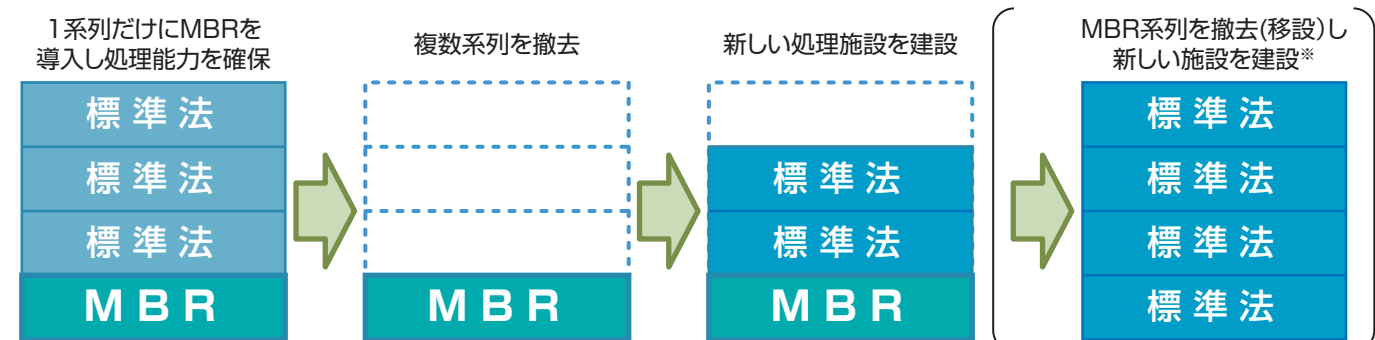 1系列だけにMBRを
導入し処理能力を確保
標準法
標準法
標準法
MBR
複数系列を撤去
MBR
新しい処理施設を建設
標準法
標準法
MBR
MBR系列を撤去(移設)し
新しい施設を建設※
標準法
標準法
標準法
標準法